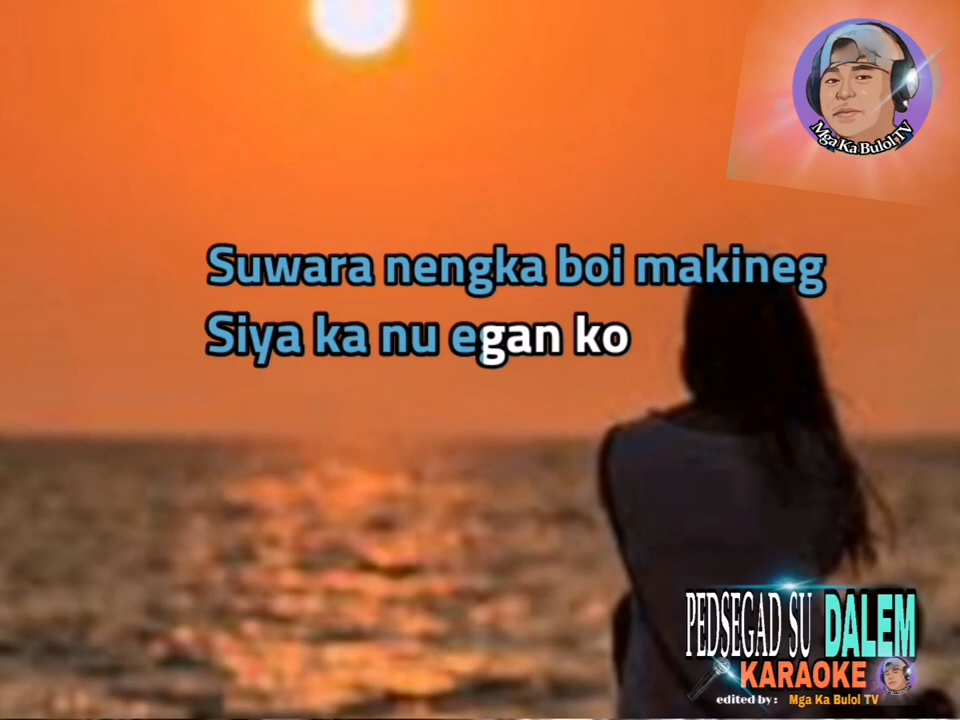 Mga Ka Bulol TV
Suwara nengka boi makineg
Siya ka nu egan ko
PEDSEGAD SU DALEM
KARAOKE
edited by: Mga Ka Bulol TV